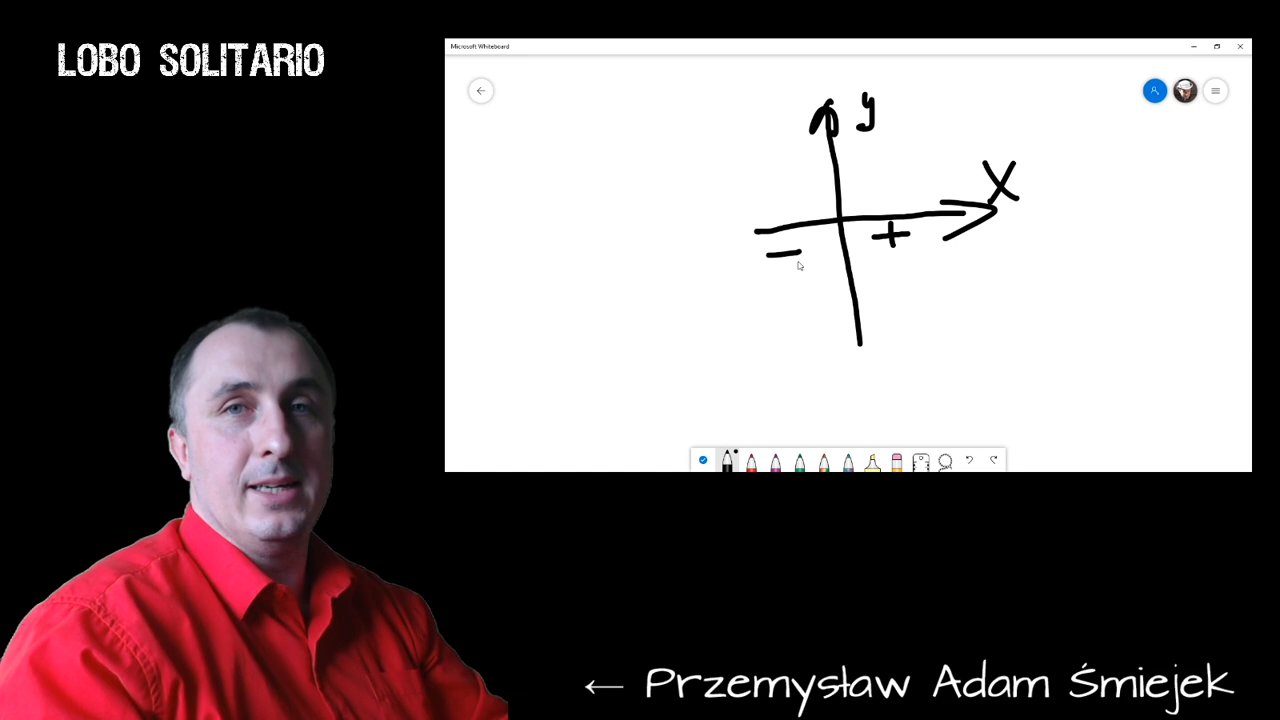 LOBO SOLITARIO
Microsoft Whiteboard
y
X
+
−
← Przemysław Adam Śmiejek